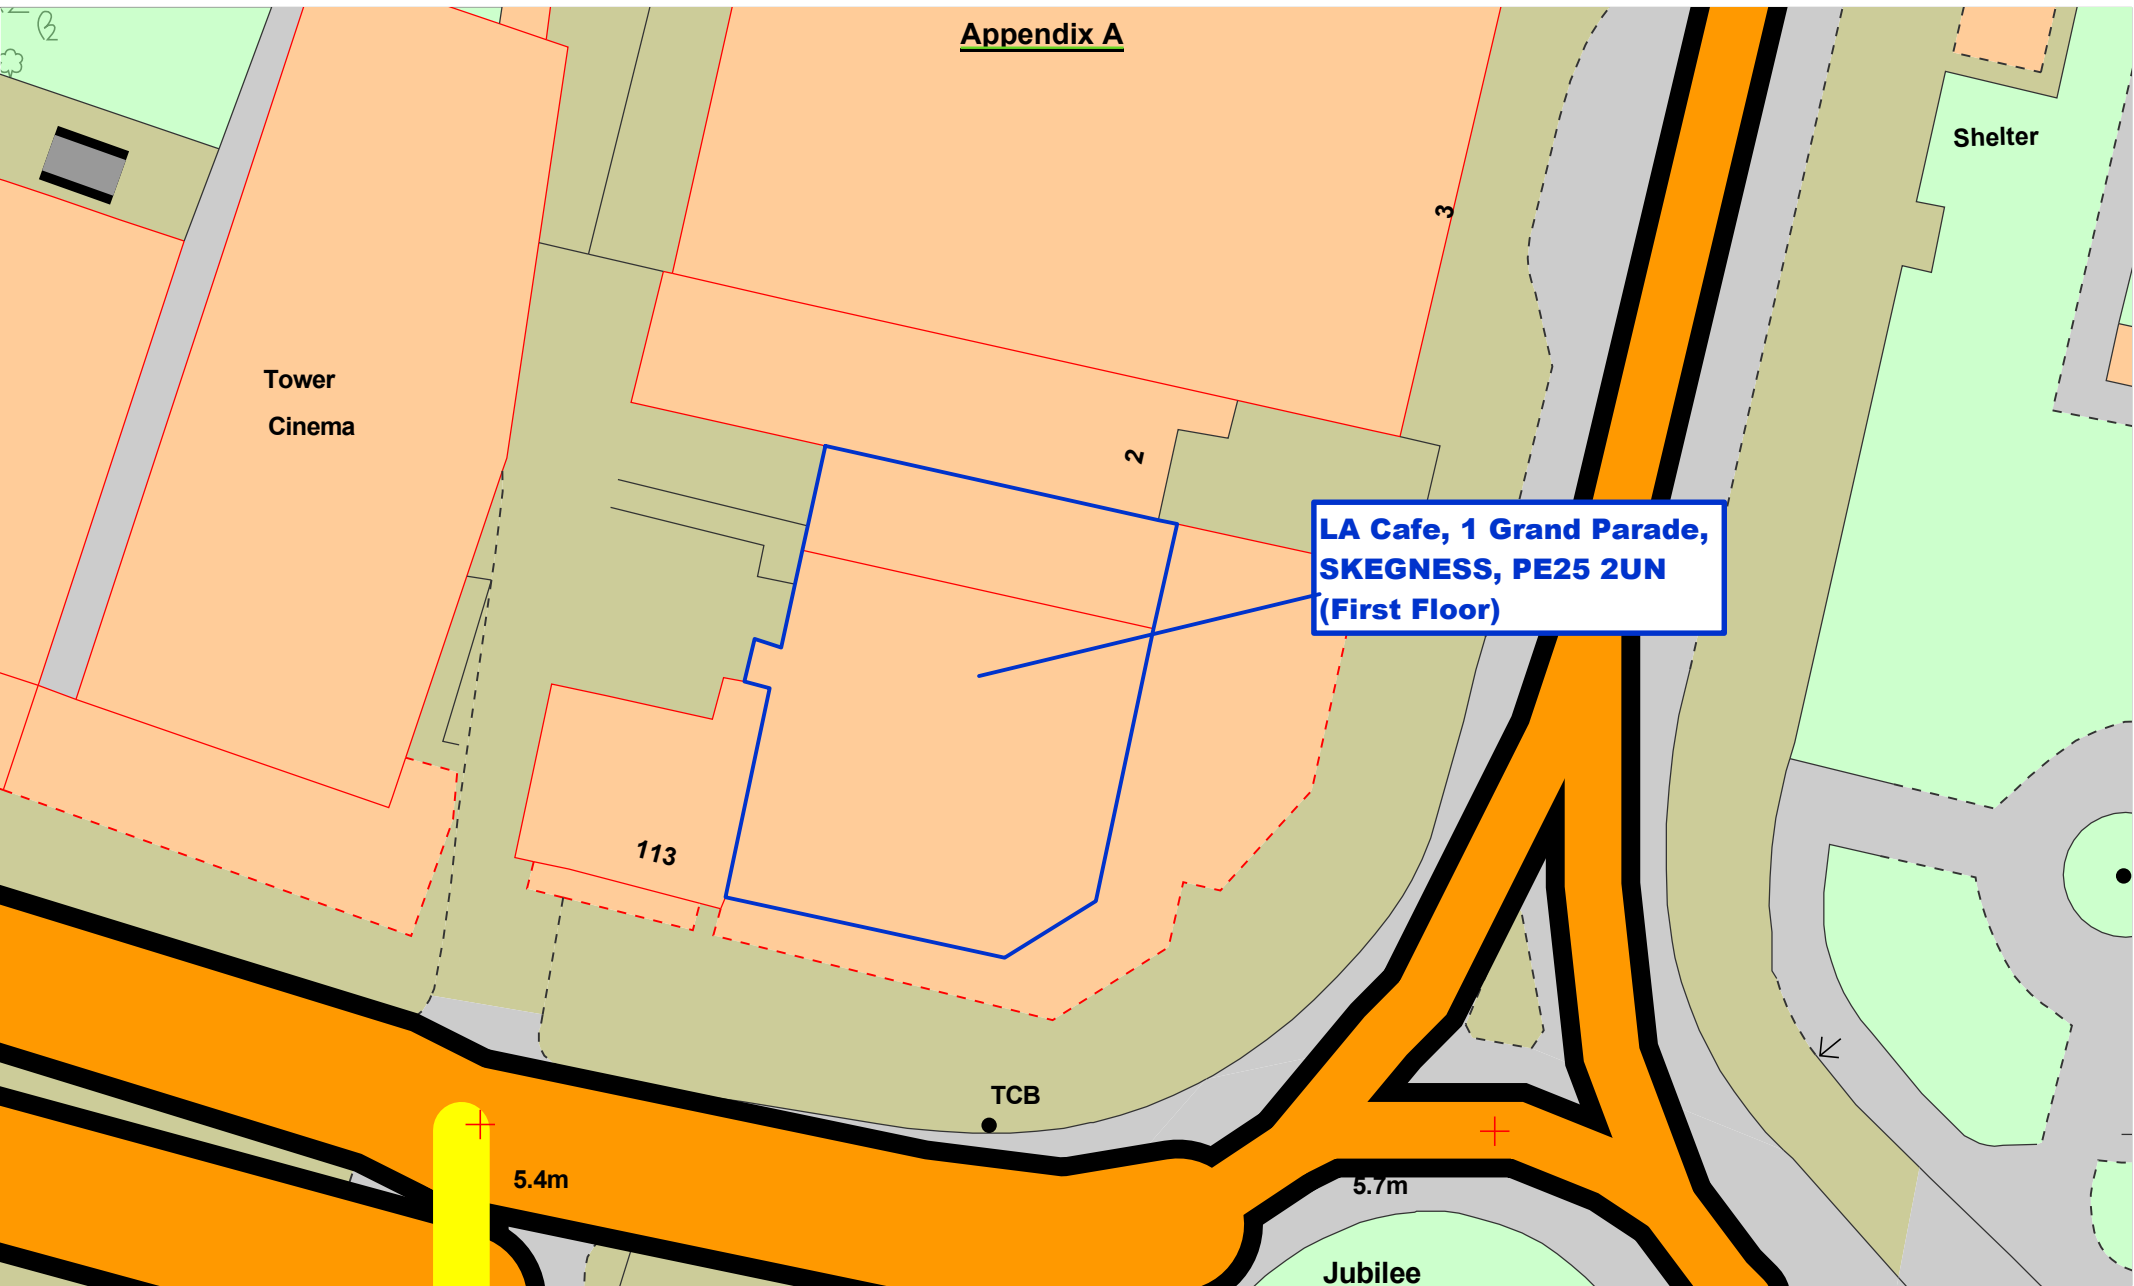 Appendix A
Shelter
3
Tower
Cinema
2
LA Cafe, 1 Grand Parade,
SKEGNESS, PE25 2UN
(First Floor)
113
TCB
5.4m
5.7m
Jubilee